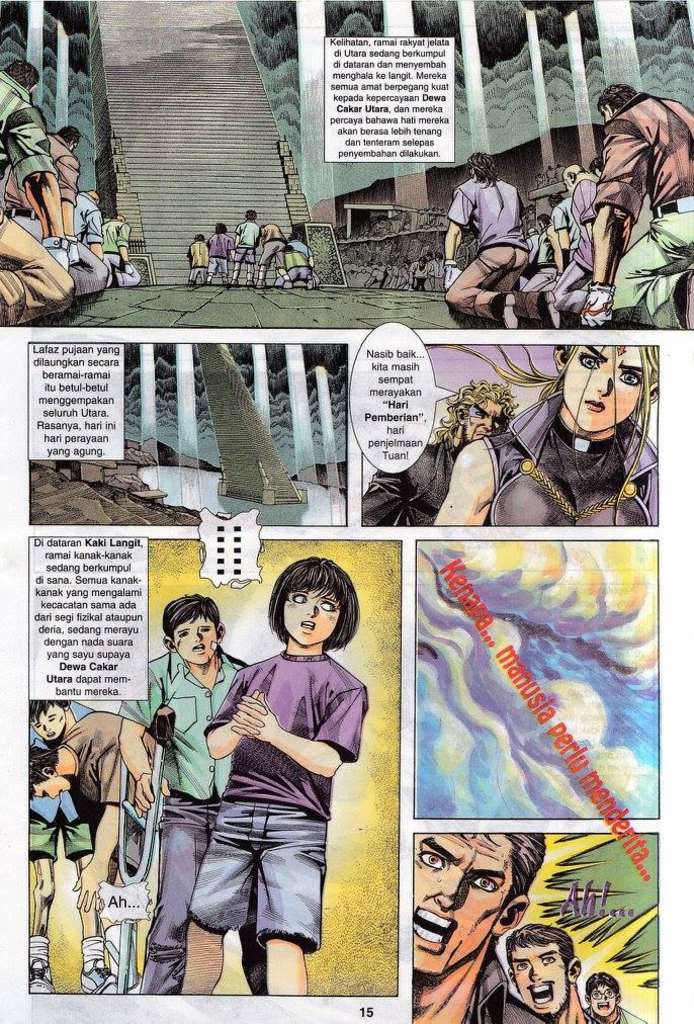 Kelihatan, ramai rakyat jelata
di Utara sedang berkumpul
di dataran dan menyembah
menghala ke langit. Mereka
semua amat berpegang kuat
kepada kepercayaan Dewa
Cakar Utara, dan mereka
percaya bahawa hati mereka
akan berasa lebih tenang
dan tenteram selepas
penyembahan dilakukan.
Lafaz pujaan yang
dilaungkan secara
beramai-ramai
itu betul-betul
menggempakan
seluruh Utara.
Rasanya, hari ini
hari perayaan
yang agung.
Nasib baik...
kita masih
sempat
merayakan
“Hari
Pemberian”,
hari
penjelmaan
Tuan!
Di dataran Kaki Langit,
ramai kanak-kanak
sedang berkumpul
di sana. Semua kanak-
kanak yang mengalami
kecacatan sama ada
dari segi fizikal ataupun
deria, sedang merayu
dengan nada suara
yang sayu supaya
Dewa Cakar
Utara dapat mem-
bantu mereka.
Ah...
Kenapa... manusia perlu menderita...
Ah!....
15